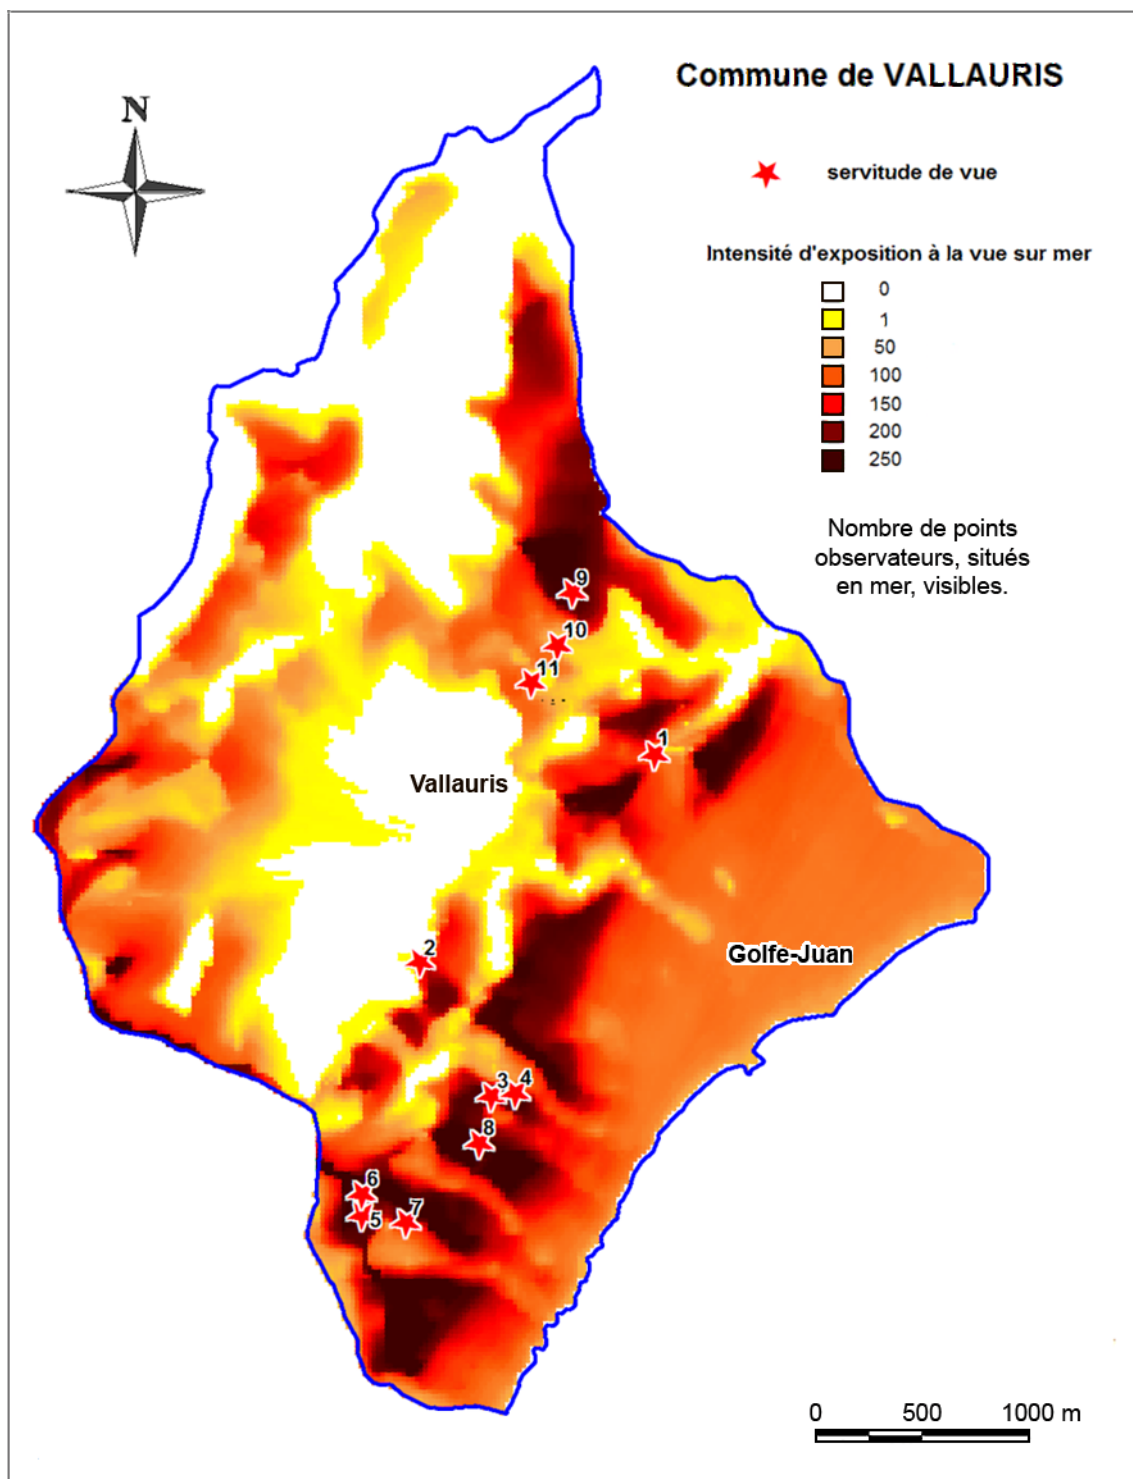 Commune de VALLAURIS
N
servitude de vue
Intensité d'exposition à la vue sur mer
0
1
50
100
150
200
250
Nombre de points
observateurs, situés
en mer, visibles.
9
10
11
1
Vallauris
2
Golfe-Juan
3 4
8
6
5
7
0 500 1000 m